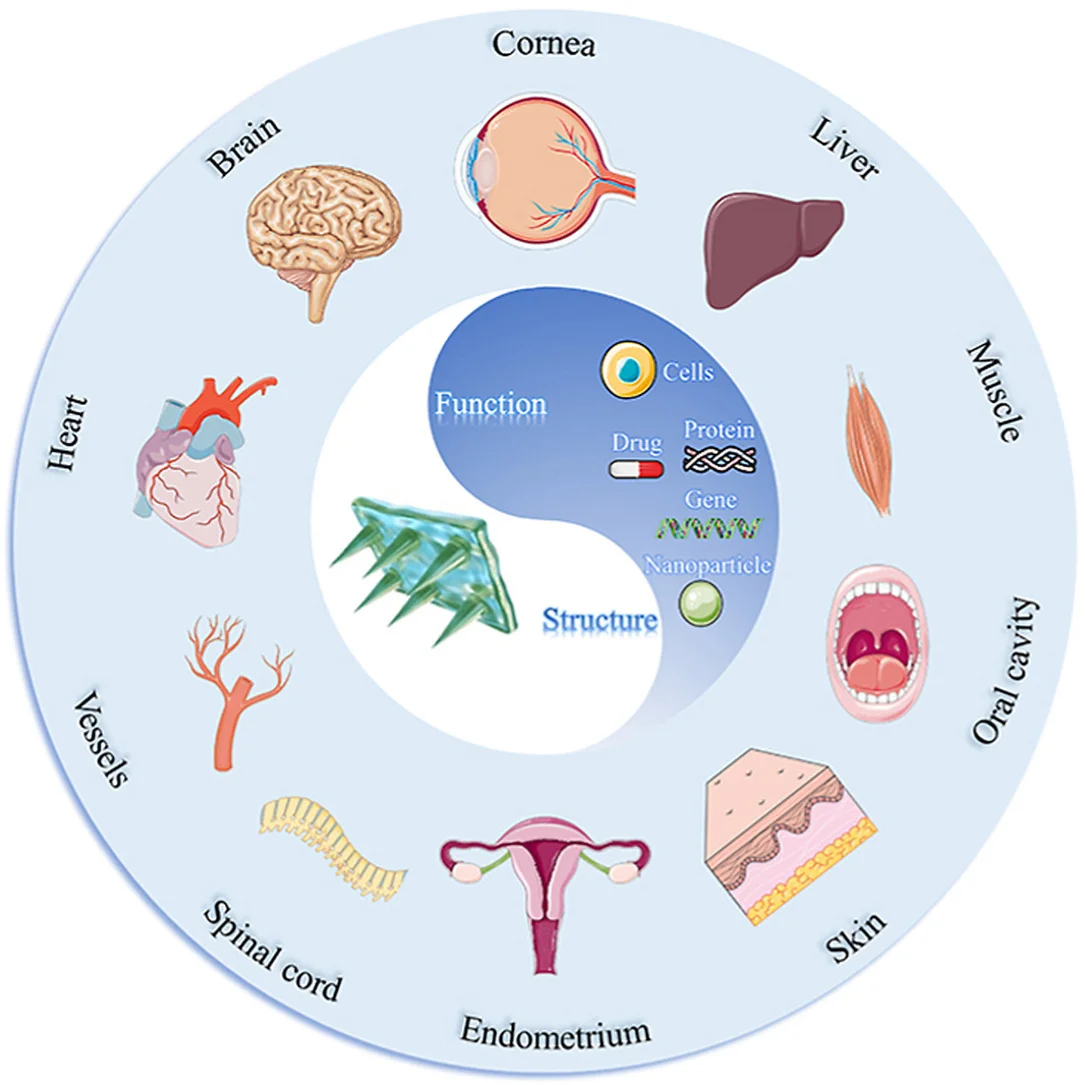 Cornea
Liver
Muscle
Oral cavity
Skin
Endometrium
Spinal cord
Vessels
Heart
Brain
Function
Cells
Drug
Protein
Gene
Nanoparticle
Structure